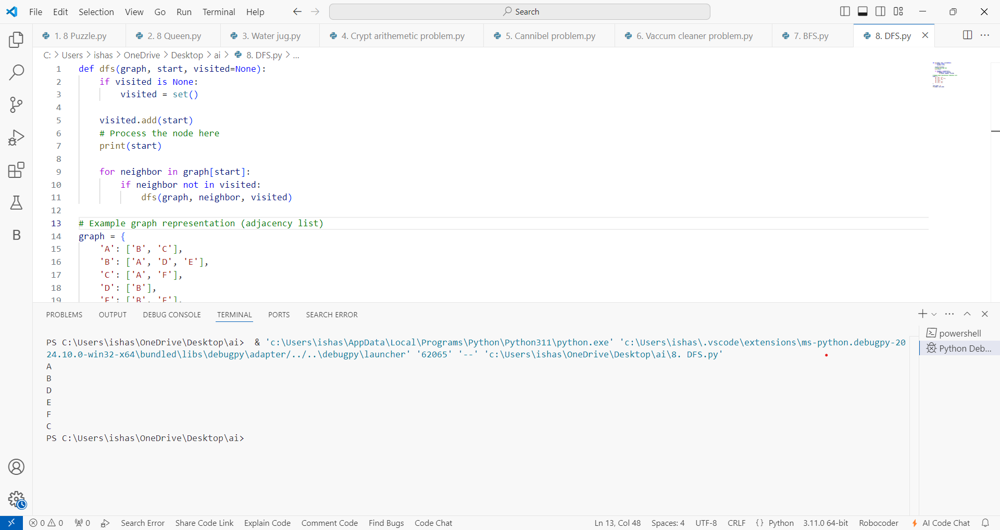 File Edit Selection View Go Run Terminal Help Search
1. 8 Puzzle.py 2. 8 Queen.py 3. Water jug.py 4. Crypt arithemetic problem.py 5. Cannibel problem.py 6. Vaccum cleaner problem.py 7. BFS.py 8. DFS.py
C: > Users > ishas > OneDrive > Desktop > ai > 8. DFS.py > ...
1 def dfs(graph, start, visited=None):
2     if visited is None:
3         visited = set()
4
5     visited.add(start)
6     # Process the node here
7     print(start)
8
9     for neighbor in graph[start]:
10         if neighbor not in visited:
11             dfs(graph, neighbor, visited)
12
13 # Example graph representation (adjacency list)
14 graph = {
15     'A': ['B', 'C'],
16     'B': ['A', 'D', 'E'],
17     'C': ['A', 'F'],
18     'D': ['B'],
19     'E': ['B', 'F'],
PROBLEMS OUTPUT DEBUG CONSOLE TERMINAL PORTS SEARCH ERROR
powershell
Python Deb...
PS C:\Users\ishas\OneDrive\Desktop\ai>  & 'c:\Users\ishas\AppData\Local\Programs\Python\Python311\python.exe' 'c:\Users\ishas\.vscode\extensions\ms-python.debugpy-20
24.10.0-win32-x64\bundled\libs\debugpy\adapter/../..\debugpy\launcher' '62065' '--' 'c:\Users\ishas\OneDrive\Desktop\ai\8. DFS.py'
A
B
D
E
F
C
PS C:\Users\ishas\OneDrive\Desktop\ai>
B
0 0 0 Search Error Share Code Link Explain Code Comment Code Find Bugs Code Chat Ln 13, Col 48 Spaces: 4 UTF-8 CRLF {} Python 3.11.0 64-bit Robocoder AI Code Chat